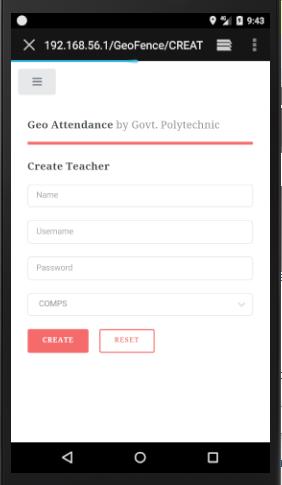 9:43
192.168.56.1/GeoFence/CREAT
Geo Attendance by Govt. Polytechnic
Create Teacher
Name
Username
Password
COMPS
CREATE RESET